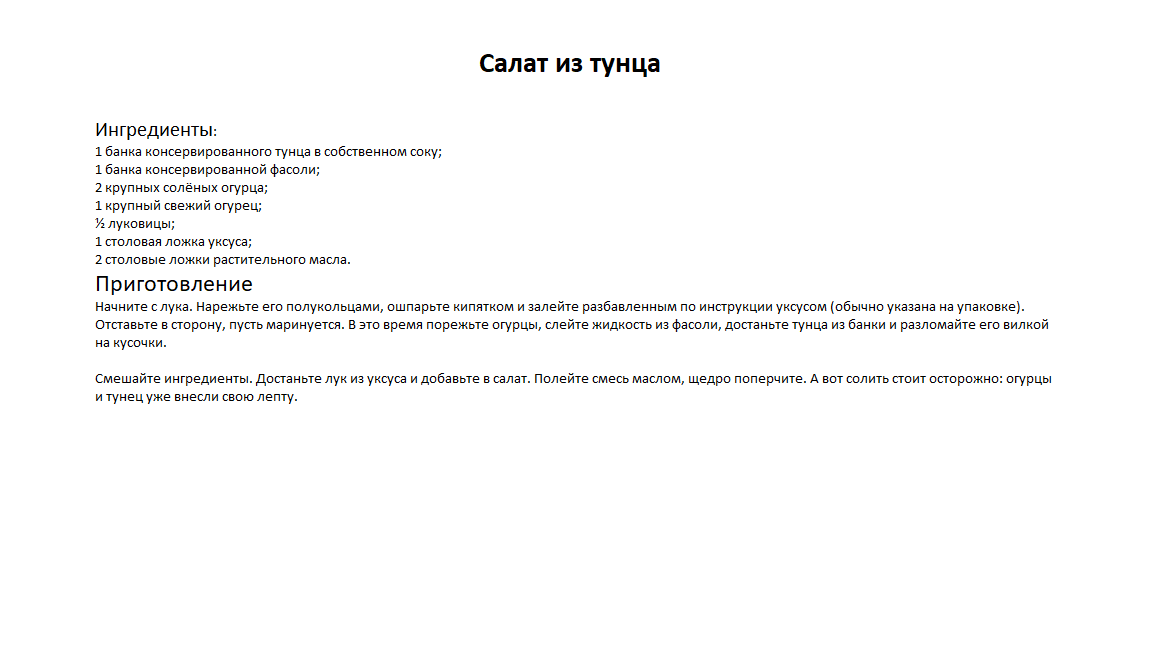 Салат из тунца
Ингредиенты:
1 банка консервированного тунца в собственном соку;
1 банка консервированной фасоли;
2 крупных солёных огурца;
1 крупный свежий огурец;
½ луковицы;
1 столовая ложка уксуса;
2 столовые ложки растительного масла.
Приготовление
Начните с лука. Нарежьте его полукольцами, ошпарьте кипятком и залейте разбавленным по инструкции уксусом (обычно указана на упаковке).
Отставьте в сторону, пусть маринуется. В это время порежьте огурцы, слейте жидкость из фасоли, достаньте тунца из банки и разломайте его вилкой
на кусочки.
Смешайте ингредиенты. Достаньте лук из уксуса и добавьте в салат. Полейте смесь маслом, щедро поперчите. А вот солить стоит осторожно: огурцы
и тунец уже внесли свою лепту.